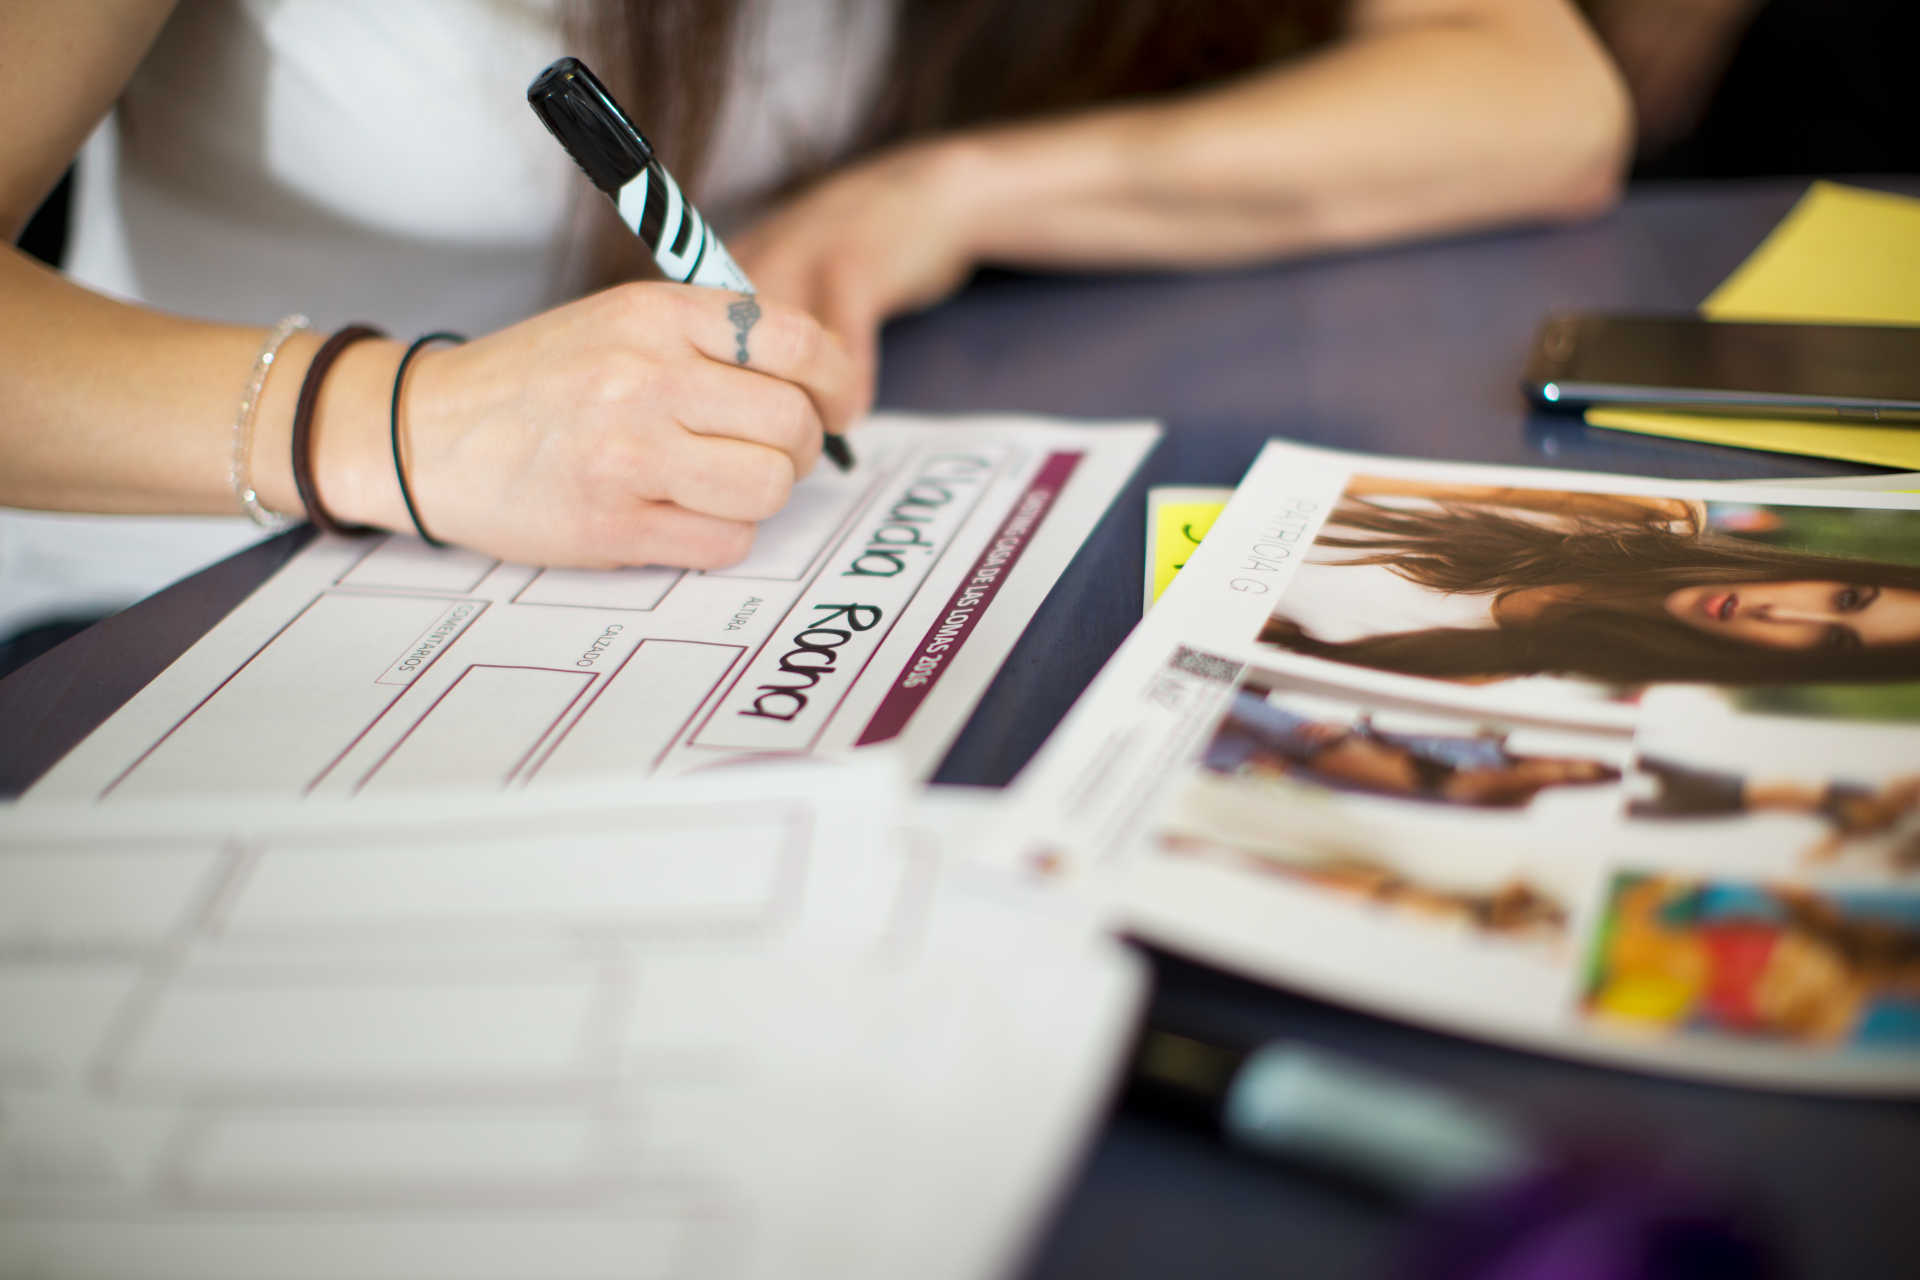 CASTING CASA DE LAS LOMAS 2016
Claudia Rocha
ALTURA
CALZADO
COMENTARIOS
PATRICIA G